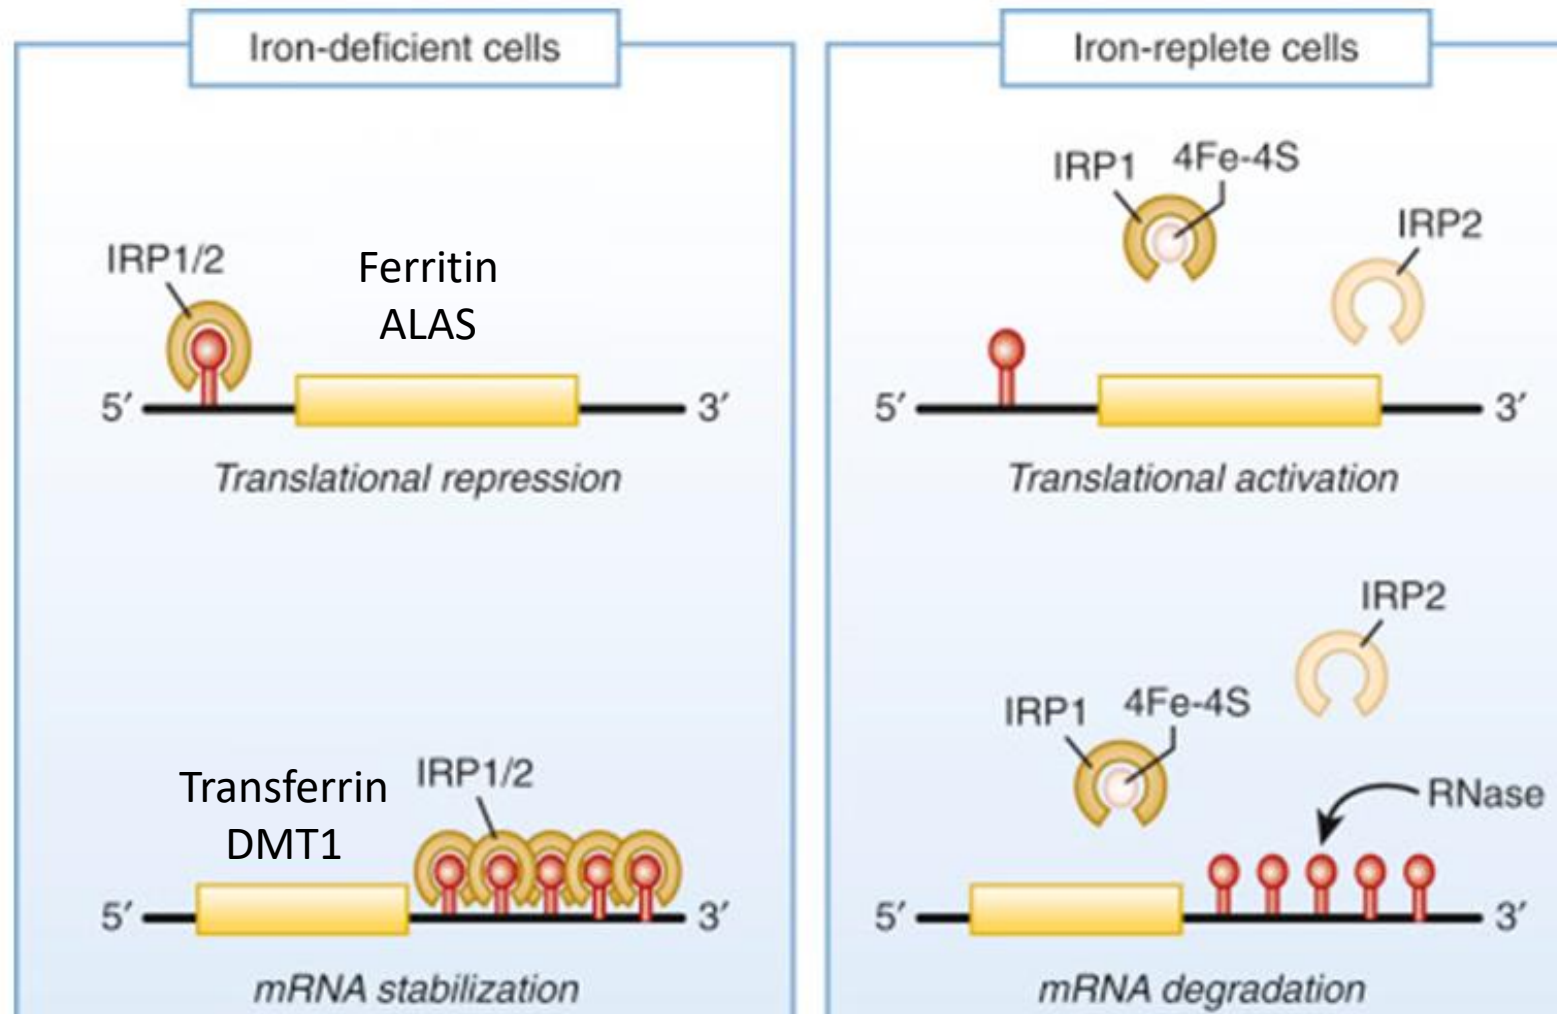 Iron-deficient cells
IRP1/2
Ferritin
ALAS
5′
3′
Translational repression
Transferrin
DMT1
IRP1/2
5′
3′
mRNA stabilization
Iron-replete cells
IRP1
4Fe-4S
IRP2
5′
3′
Translational activation
IRP2
IRP1
4Fe-4S
RNase
5′
3′
mRNA degradation